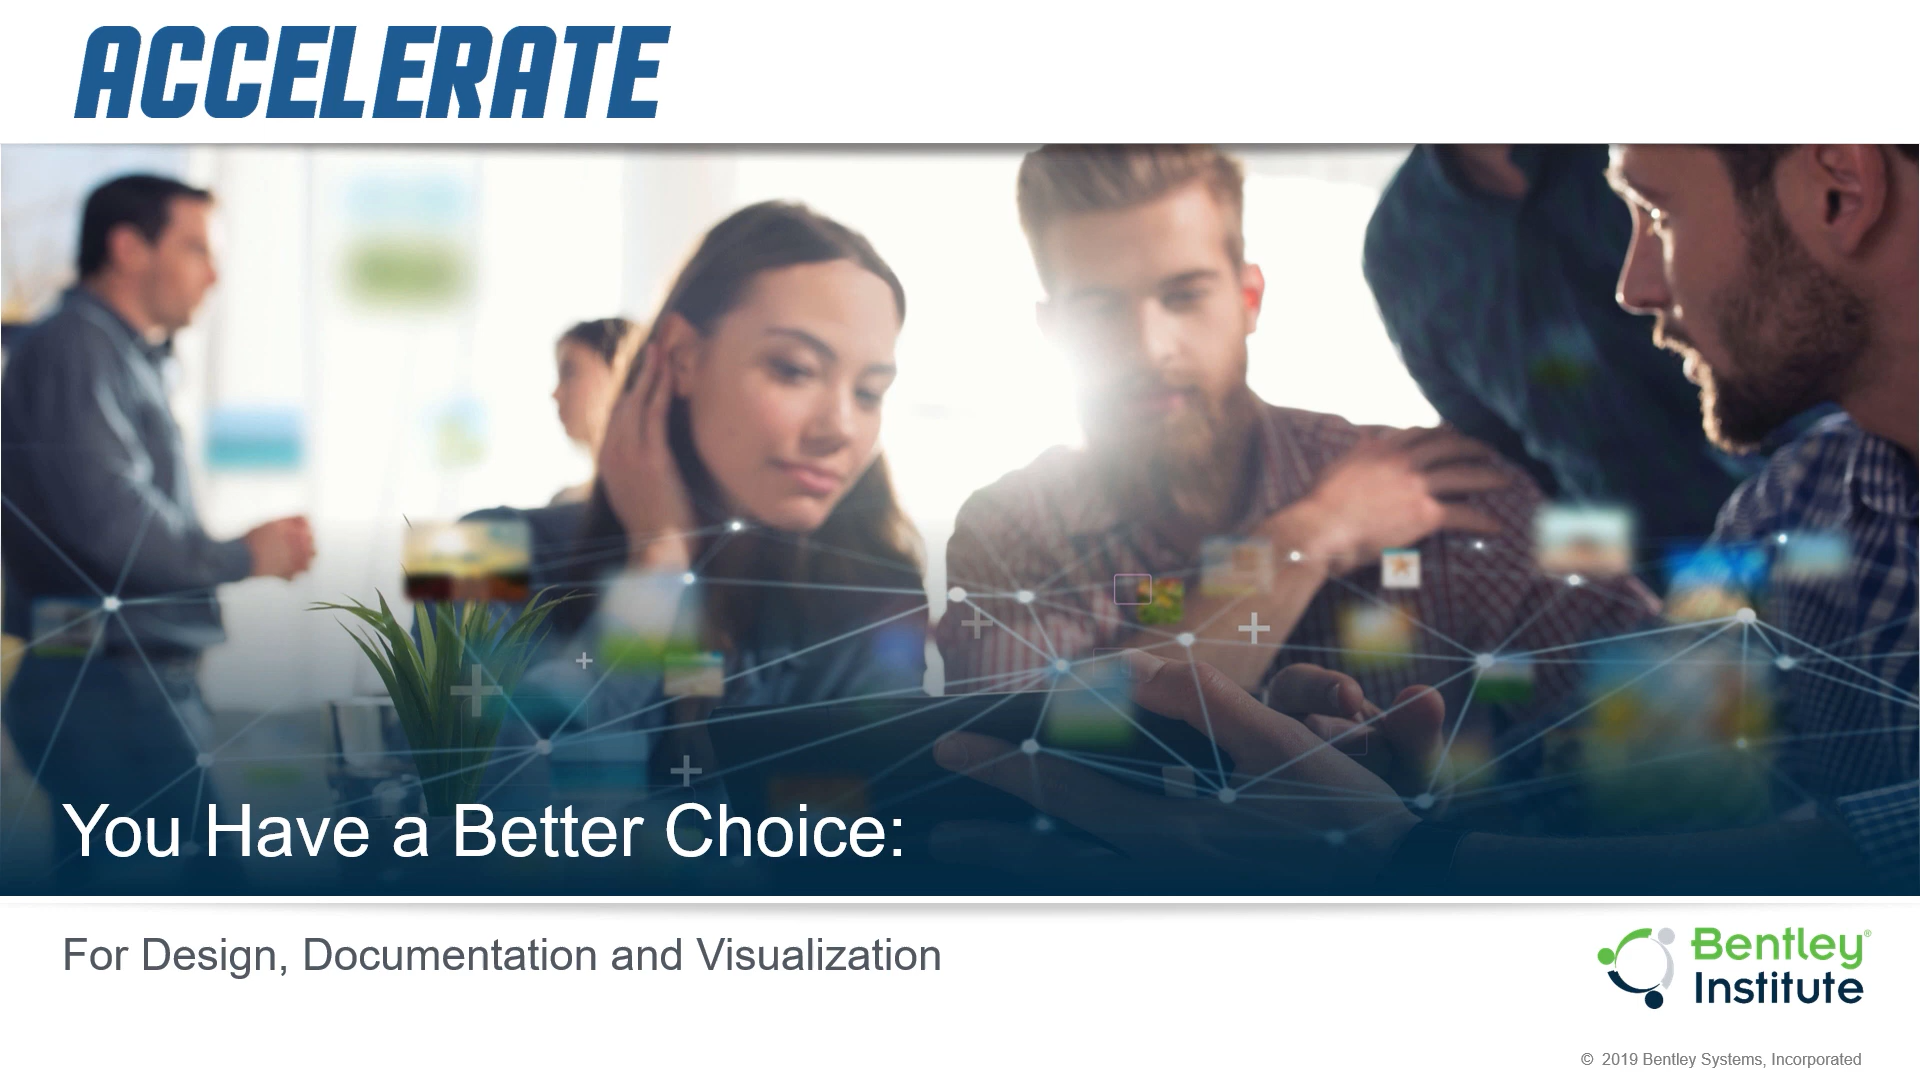 ACCELERATE
You Have a Better Choice:
For Design, Documentation and Visualization
Bentley®
Institute
© 2019 Bentley Systems, Incorporated